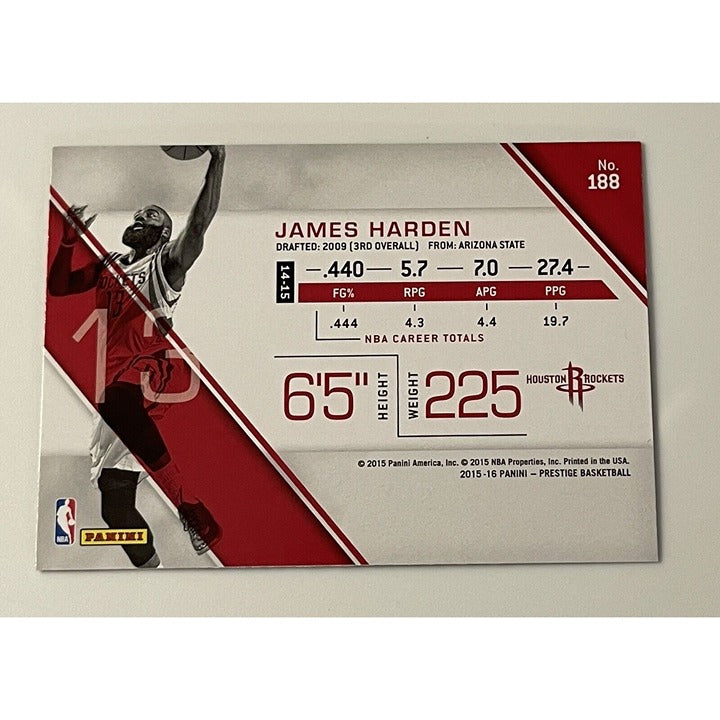 No.
188
JAMES HARDEN
DRAFTED: 2009 (3RD OVERALL) FROM: ARIZONA STATE
14-15
.440 5.7 7.0 27.4
FG% RPG APG PPG
.444 4.3 4.4 19.7
NBA CAREER TOTALS
6'5" HEIGHT WEIGHT 225
HOUSTON ROCKETS
13
ROCKETS
13
© 2015 Panini America, Inc. © 2015 NBA Properties, Inc. Printed in the USA.
2015-16 PANINI – PRESTIGE BASKETBALL
NBA
PANINI